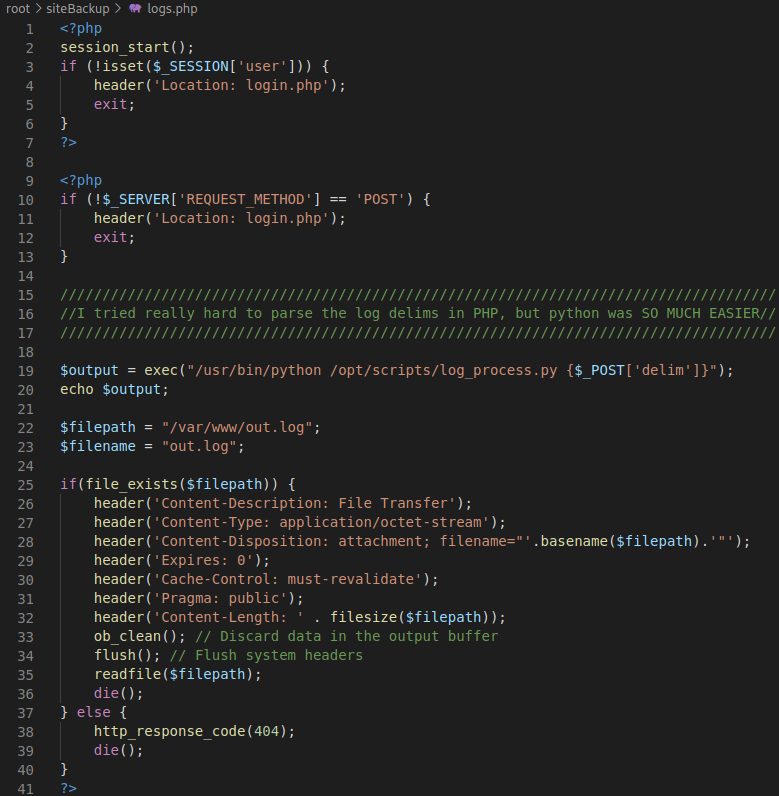 root > siteBackup > logs.php
1 <?php
2 session_start();
3 if (!isset($_SESSION['user'])) {
4     header('Location: login.php');
5     exit;
6 }
7 ?>
8
9 <?php
10 if (!$_SERVER['REQUEST_METHOD'] == 'POST') {
11     header('Location: login.php');
12     exit;
13 }
14
15 /////////////////////////////////////////////////////////////////////////////////////
16 //I tried really hard to parse the log delims in PHP, but python was SO MUCH EASIER//
17 /////////////////////////////////////////////////////////////////////////////////////
18
19 $output = exec("/usr/bin/python /opt/scripts/log_process.py {$_POST['delim']}");
20 echo $output;
21
22 $filepath = "/var/www/out.log";
23 $filename = "out.log";
24
25 if(file_exists($filepath)) {
26     header('Content-Description: File Transfer');
27     header('Content-Type: application/octet-stream');
28     header('Content-Disposition: attachment; filename="'.basename($filepath).'"');
29     header('Expires: 0');
30     header('Cache-Control: must-revalidate');
31     header('Pragma: public');
32     header('Content-Length: ' . filesize($filepath));
33     ob_clean(); // Discard data in the output buffer
34     flush(); // Flush system headers
35     readfile($filepath);
36     die();
37 } else {
38     http_response_code(404);
39     die();
40 }
41 ?>